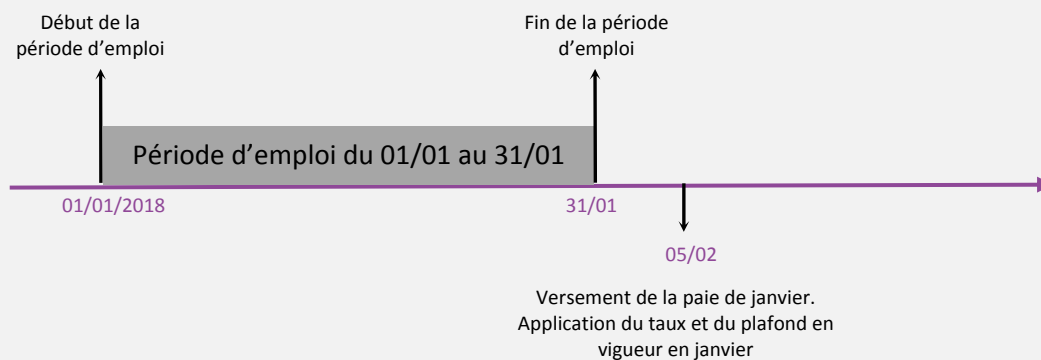 Début de la
période d’emploi
Fin de la période
d’emploi
Période d’emploi du 01/01 au 31/01
01/01/2018
31/01
05/02
Versement de la paie de janvier.
Application du taux et du plafond en
vigueur en janvier